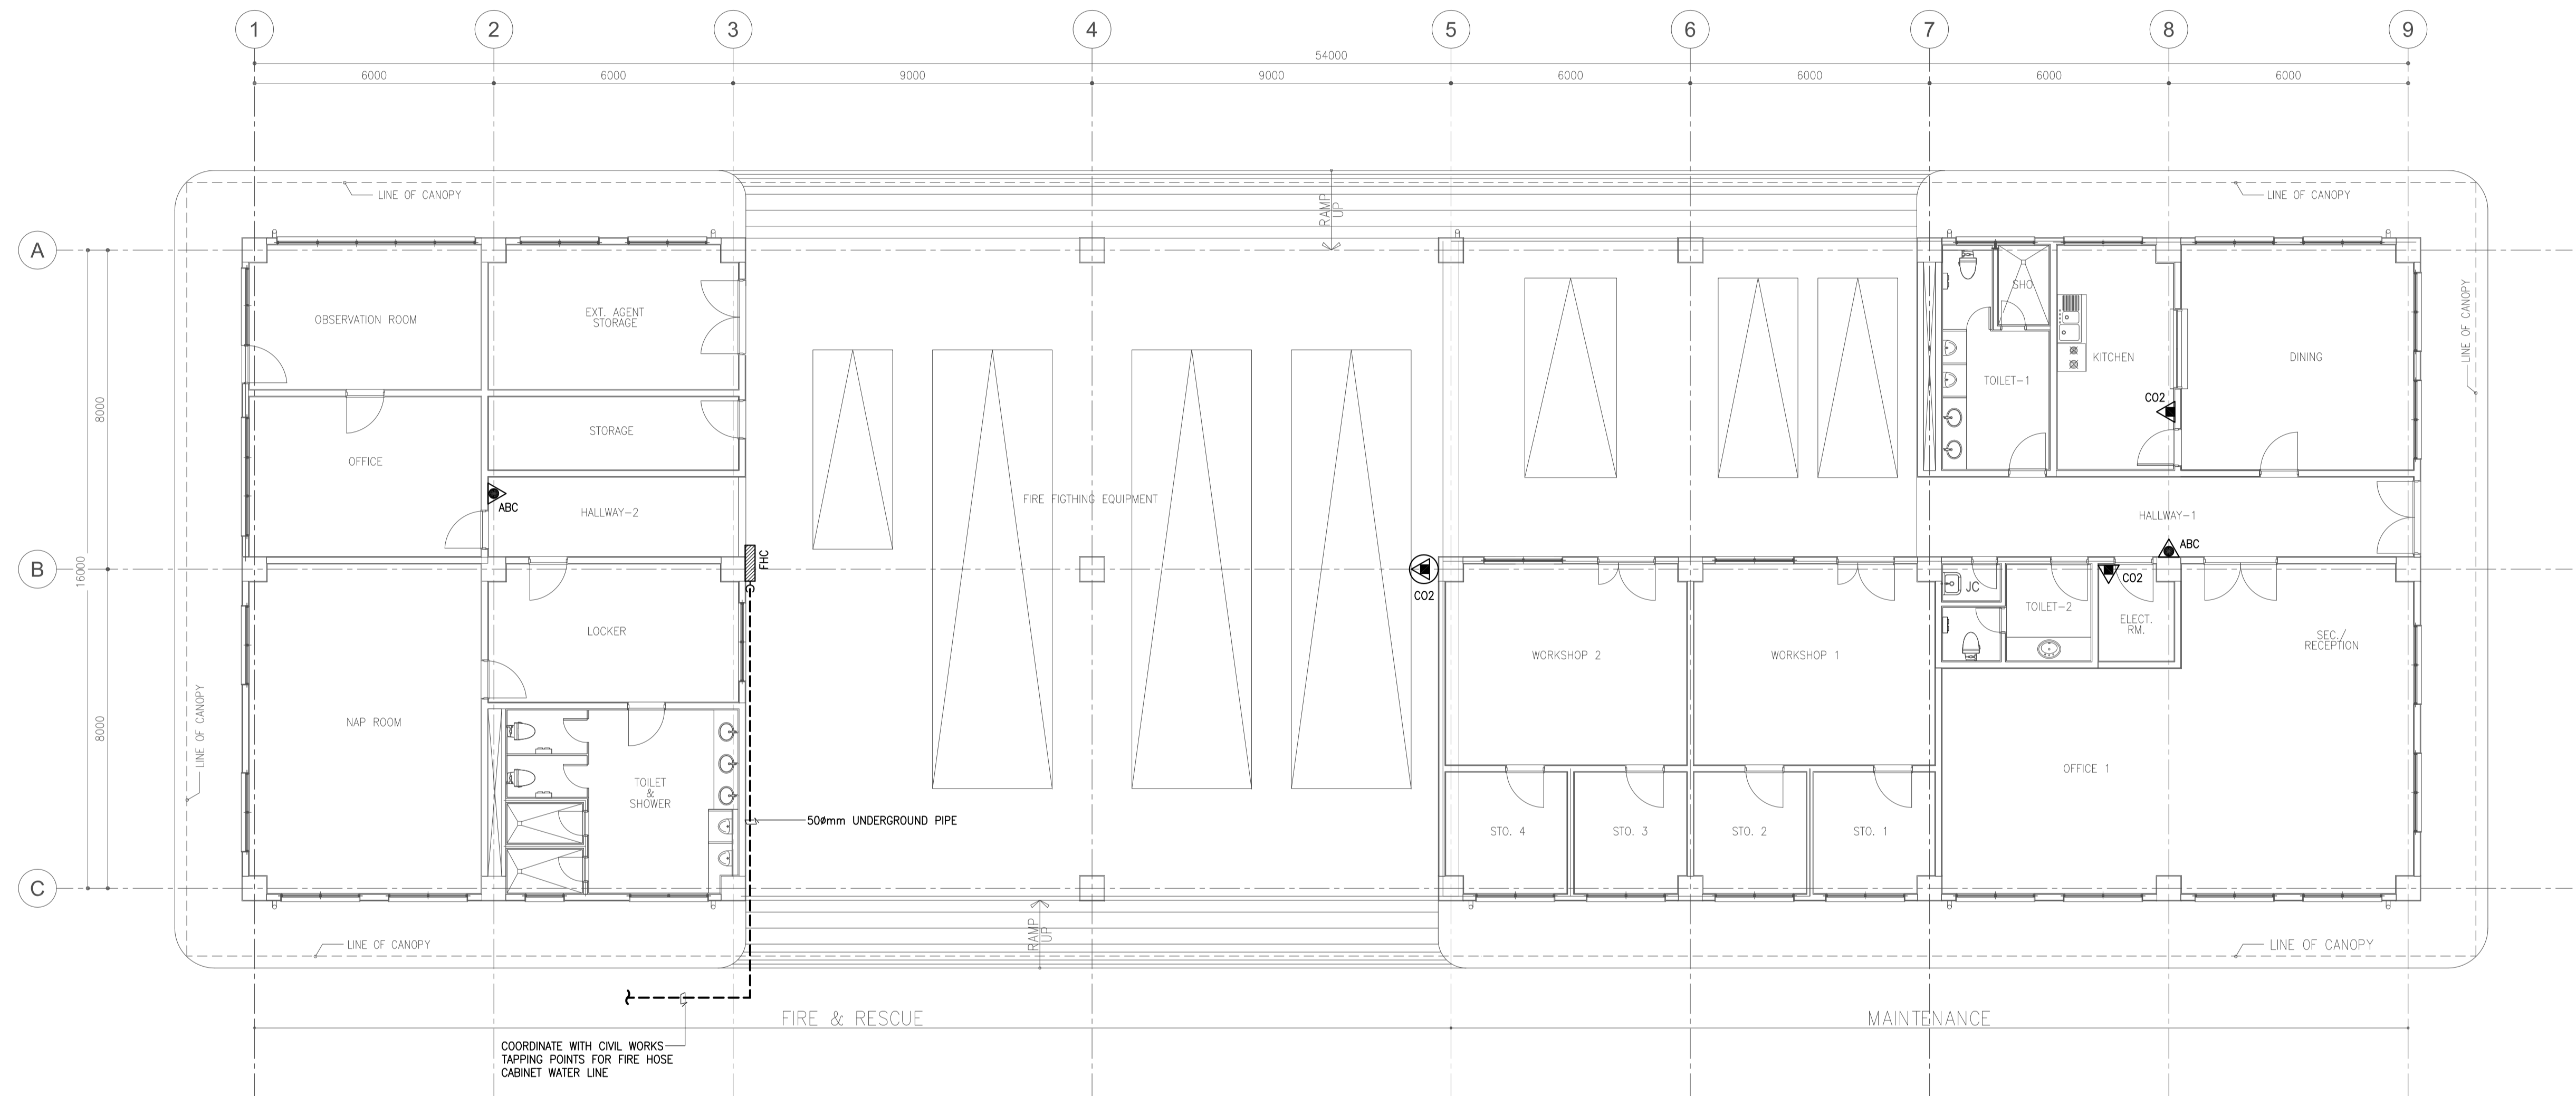 1 2 3 4 5 6 7 8 9
54000
6000 6000 9000 9000 6000 6000 6000 6000
LINE OF CANOPY
RAMP
UP
LINE OF CANOPY
A
B
C
8000
16000
8000
LINE OF CANOPY
LINE OF CANOPY
OBSERVATION ROOM
EXT. AGENT
STORAGE
SHO
KITCHEN
DINING
TOILET-1
CO2
STORAGE
OFFICE
ABC
HALLWAY-2
FIRE FIGTHING EQUIPMENT
HALLWAY-1
ABC
FHC
CO2
CO2
JC
TOILET-2
ELECT.
RM.
SEC./
RECEPTION
LOCKER
WORKSHOP 2
WORKSHOP 1
NAP ROOM
OFFICE 1
TOILET
&
SHOWER
50ømm UNDERGROUND PIPE
STO. 4
STO. 3
STO. 2
STO. 1
LINE OF CANOPY
RAMP
UP
LINE OF CANOPY
FIRE & RESCUE
MAINTENANCE
COORDINATE WITH CIVIL WORKS
TAPPING POINTS FOR FIRE HOSE
CABINET WATER LINE